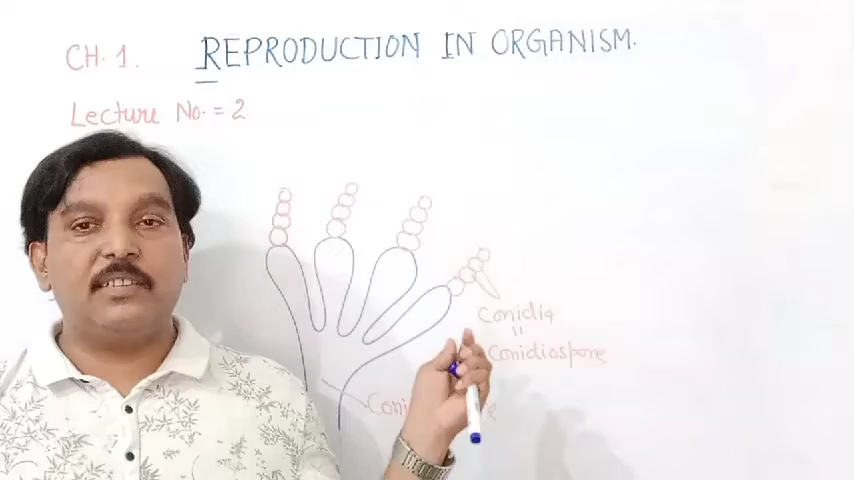 CH. 1. REPRODUCTION IN ORGANISM.
Lecture No. = 2
Conidia
Conidiospore